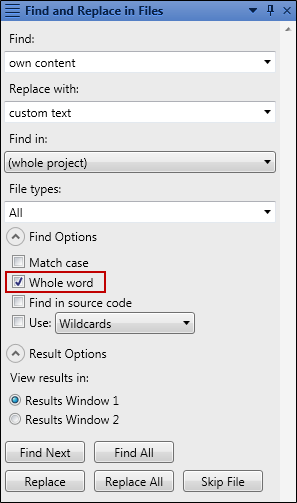 Find and Replace in Files
Find:
own content
Replace with:
custom text
Find in:
(whole project)
File types:
All
Find Options
Match case
Whole word
Find in source code
Use: Wildcards
Result Options
View results in:
Results Window 1
Results Window 2
Find Next Find All
Replace Replace All Skip File